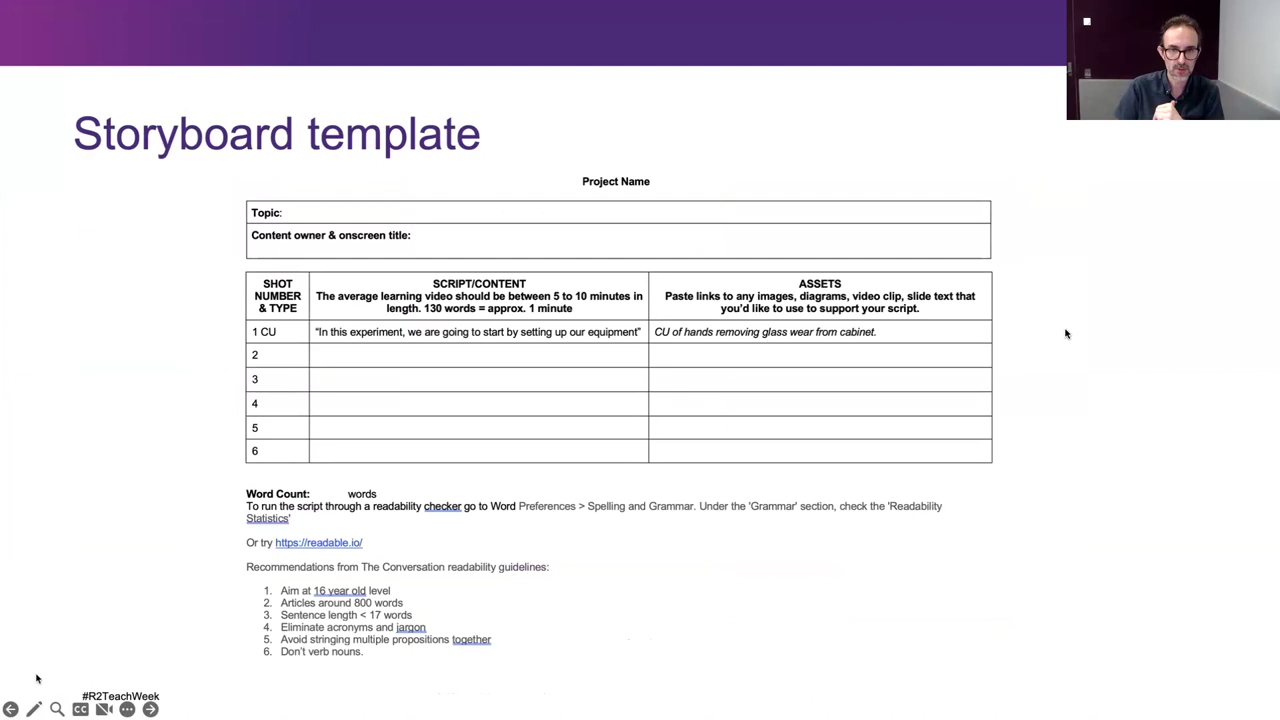 Storyboard template
Project Name
Topic:
Content owner & onscreen title:
SHOT NUMBER & TYPE
SCRIPT/CONTENT
The average learning video should be between 5 to 10 minutes in
length. 130 words = approx. 1 minute
ASSETS
Paste links to any images, diagrams, video clip, slide text that
you'd like to use to support your script.
1 CU
“In this experiment, we are going to start by setting up our equipment”
CU of hands removing glass wear from cabinet.
2
3
4
5
6
Word Count: words
To run the script through a readability checker go to Word Preferences > Spelling and Grammar. Under the 'Grammar' section, check the 'Readability
Statistics'
Or try https://readable.io/
Recommendations from The Conversation readability guidelines:
1. Aim at 16 year old level
2. Articles around 800 words
3. Sentence length < 17 words
4. Eliminate acronyms and jargon
5. Avoid stringing multiple propositions together
6. Don't verb nouns.
#R2TeachWeek
CC